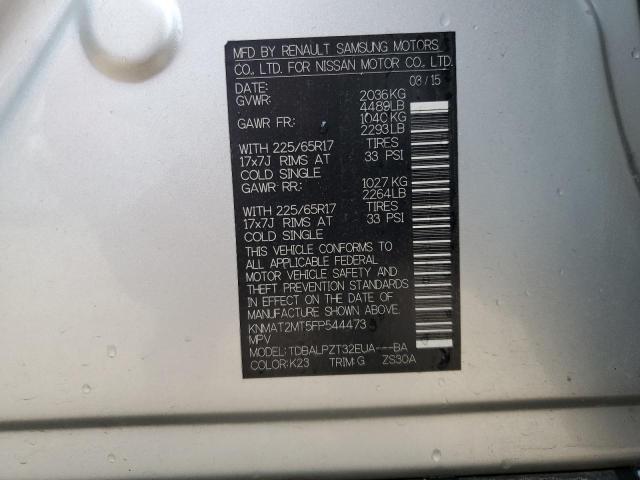 MFD BY RENAULT SAMSUNG MOTORS
CO., LTD. FOR NISSAN MOTOR CO., LTD.
DATE: 03/15
GVWR: 2036KG
4489LB
GAWR FR: 1040KG
2293LB
WITH 225/65R17 TIRES
17x7J RIMS AT 33 PSI
COLD SINGLE
GAWR RR: 1027KG
2264LB
WITH 225/65R17 TIRES
17x7J RIMS AT 33 PSI
COLD SINGLE
THIS VEHICLE CONFORMS TO
ALL APPLICABLE FEDERAL
MOTOR VEHICLE SAFETY AND
THEFT PREVENTION STANDARDS
IN EFFECT ON THE DATE OF
MANUFACTURE SHOWN ABOVE.
KNMAT2MT5FP544473
MPV
MODEL: TDBALPZT32EUA---BA
COLOR:K23 TRIM:G ZS30A